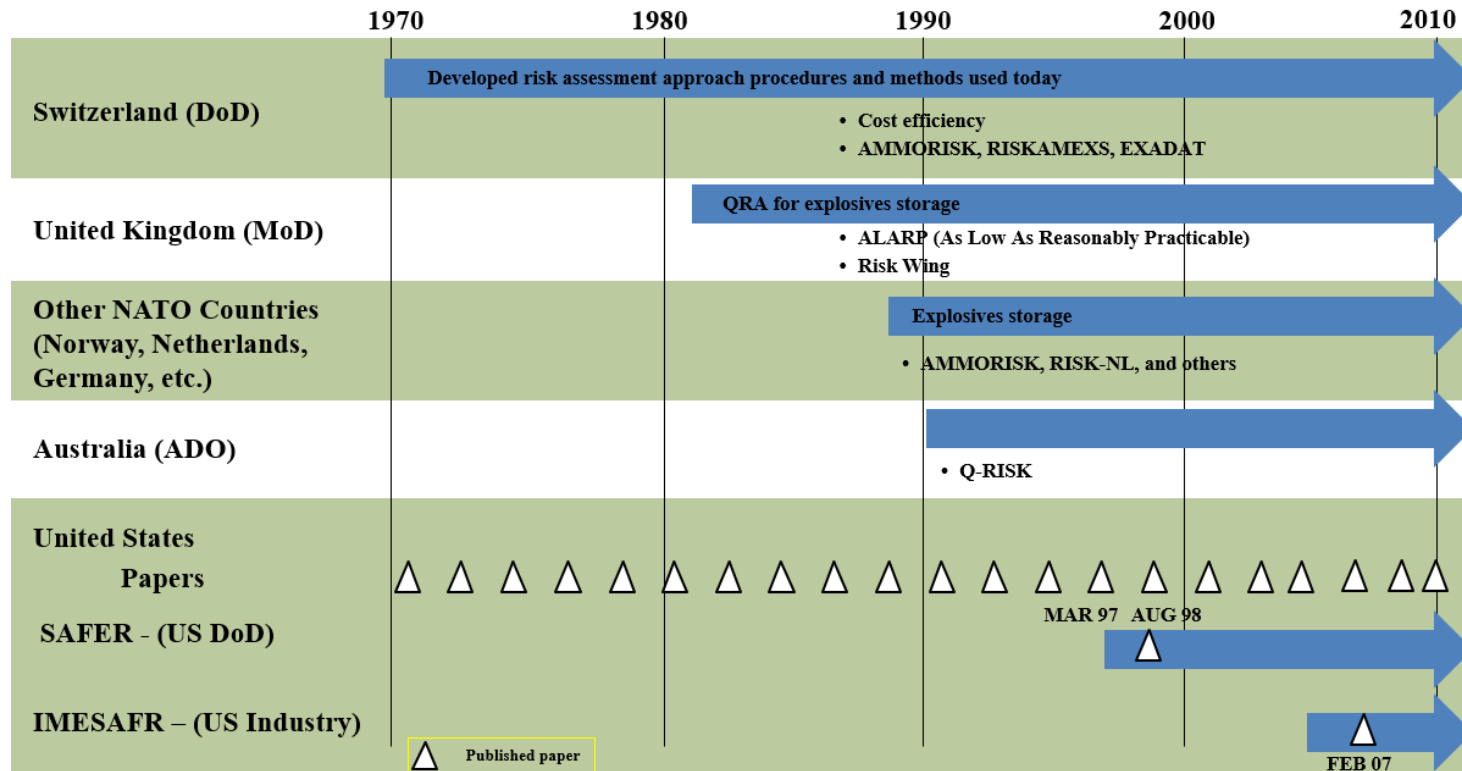 1970 1980 1990 2000 2010
Switzerland (DoD)
Developed risk assessment approach procedures and methods used today
• Cost efficiency
• AMMORISK, RISKAMEXS, EXADAT
United Kingdom (MoD)
QRA for explosives storage
• ALARP (As Low As Reasonably Practicable)
• Risk Wing
Other NATO Countries
(Norway, Netherlands,
Germany, etc.)
Explosives storage
• AMMORISK, RISK-NL, and others
Australia (ADO)
• Q-RISK
United States
Papers
MAR 97 AUG 98
SAFER - (US DoD)
IMESAFR – (US Industry)
Published paper
FEB 07